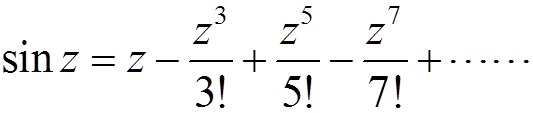 sin z = z − z³/3! + z⁵/5! − z⁷/7! + ⋯⋯